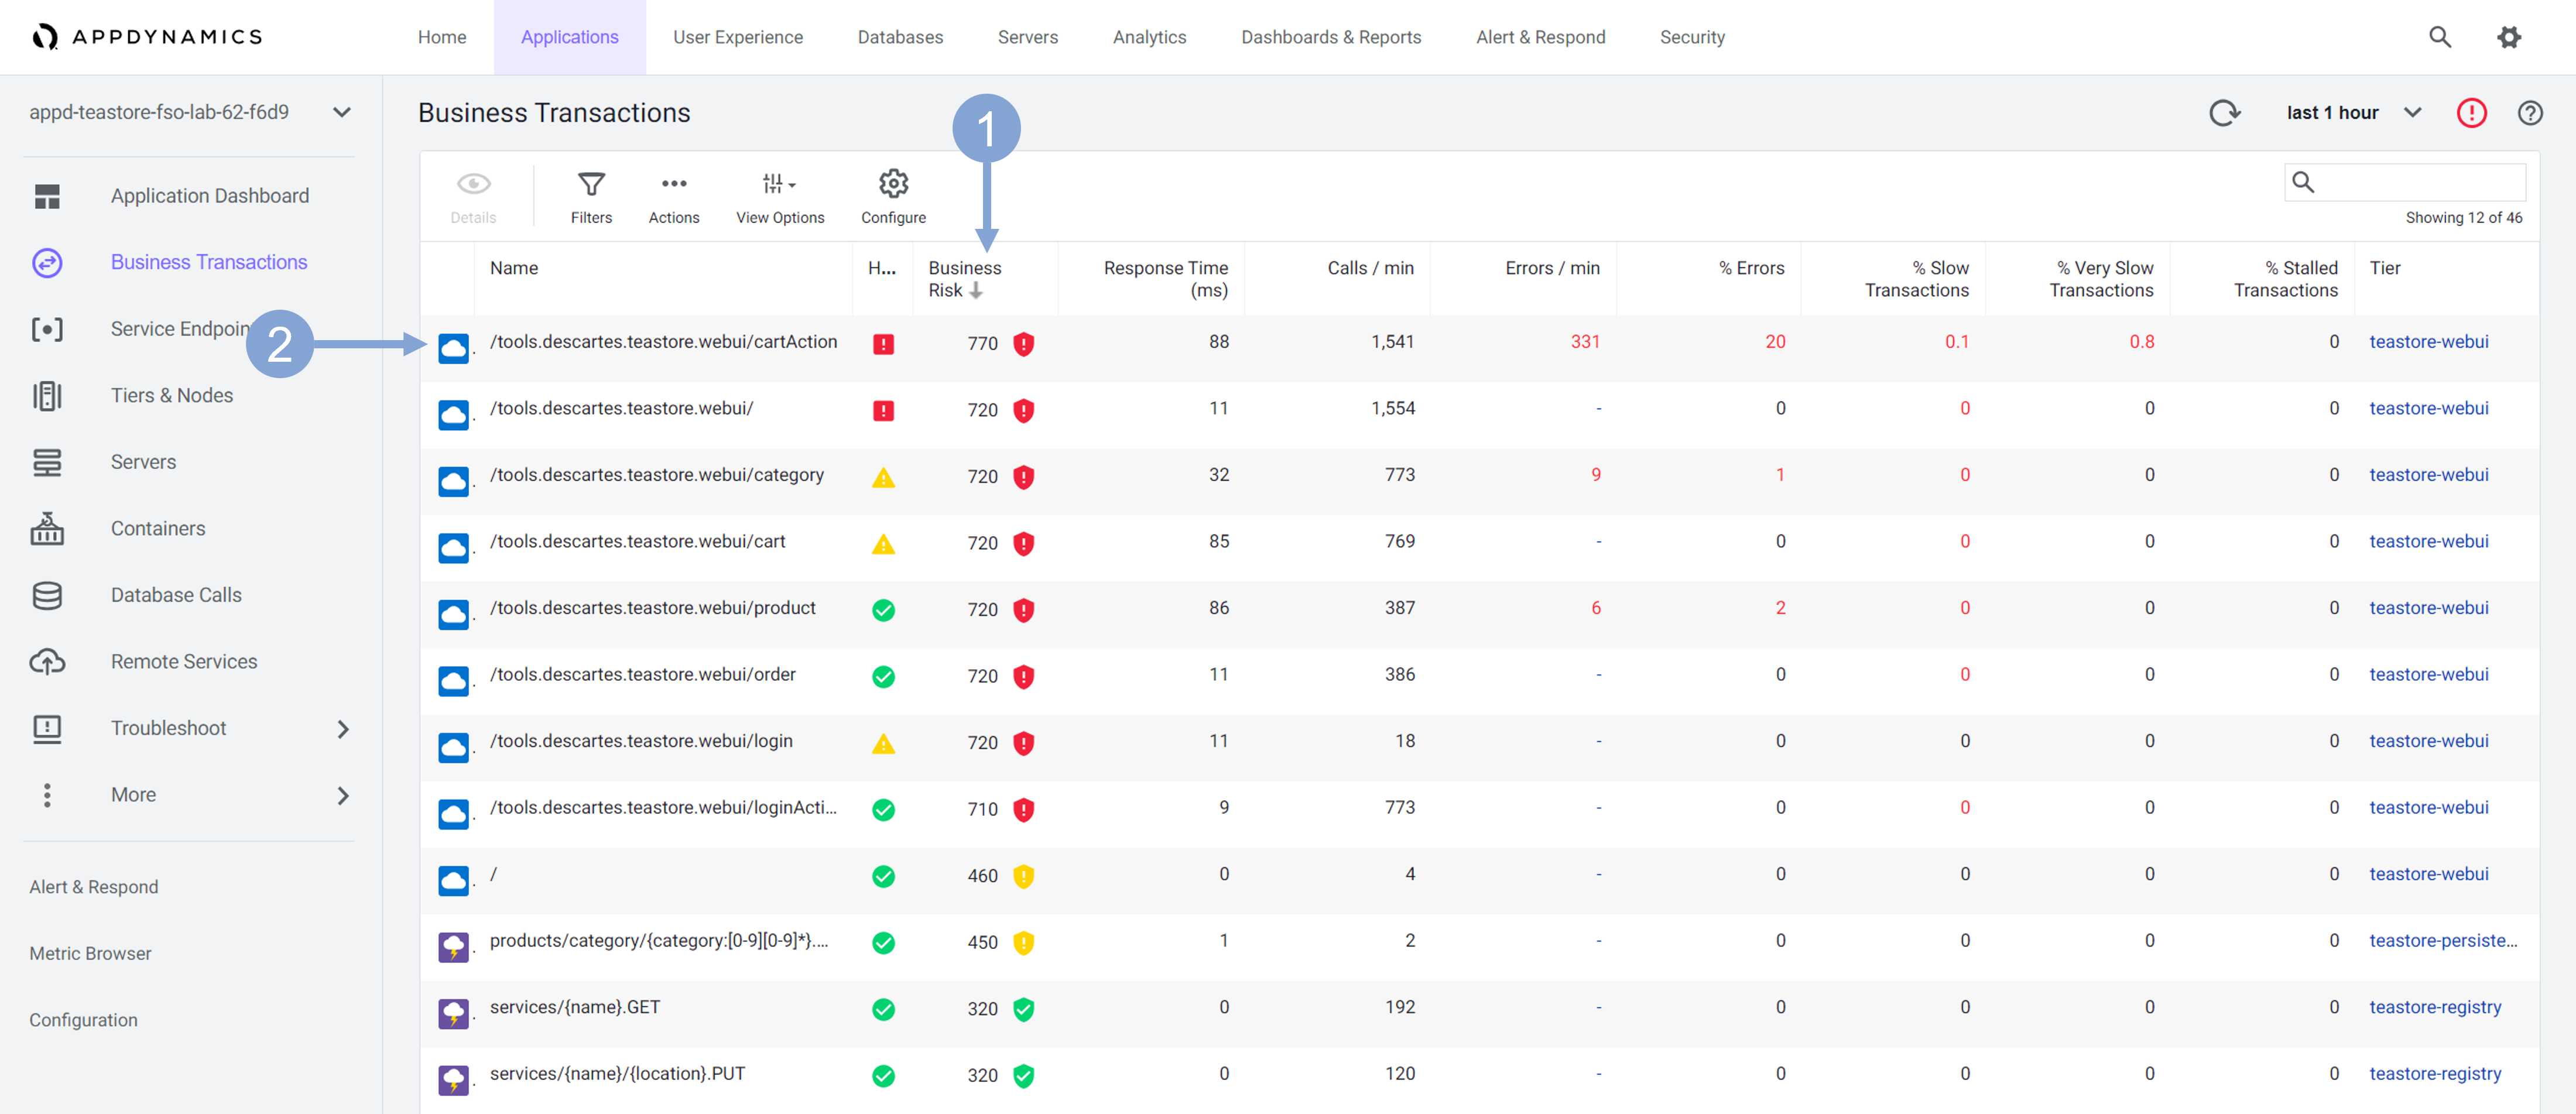 APPDYNAMICS
Home
Applications
User Experience
Databases
Servers
Analytics
Dashboards & Reports
Alert & Respond
Security
appd-teastore-fso-lab-62-f6d9
Business Transactions
1
last 1 hour
Application Dashboard
Business Transactions
Service Endpoin
Tiers & Nodes
Servers
Containers
Database Calls
Remote Services
Troubleshoot
More
Alert & Respond
Metric Browser
Configuration
Details
Filters
Actions
View Options
Configure
Showing 12 of 46
Name
H...
Business
Risk
Response Time
(ms)
Calls / min
Errors / min
% Errors
% Slow
Transactions
% Very Slow
Transactions
% Stalled
Transactions
Tier
2
/tools.descartes.teastore.webui/cartAction 770 88 1,541 331 20 0.1 0.8 0 teastore-webui
/tools.descartes.teastore.webui/ 720 11 1,554 - 0 0 0 0 teastore-webui
/tools.descartes.teastore.webui/category 720 32 773 9 1 0 0 0 teastore-webui
/tools.descartes.teastore.webui/cart 720 85 769 - 0 0 0 0 teastore-webui
/tools.descartes.teastore.webui/product 720 86 387 6 2 0 0 0 teastore-webui
/tools.descartes.teastore.webui/order 720 11 386 - 0 0 0 0 teastore-webui
/tools.descartes.teastore.webui/login 720 11 18 - 0 0 0 0 teastore-webui
/tools.descartes.teastore.webui/loginActi... 710 9 773 - 0 0 0 0 teastore-webui
/ 460 0 4 - 0 0 0 0 teastore-webui
products/category/{category:[0-9][0-9]*}.... 450 1 2 - 0 0 0 0 teastore-persiste...
services/{name}.GET 320 0 192 - 0 0 0 0 teastore-registry
services/{name}/{location}.PUT 320 0 120 - 0 0 0 0 teastore-registry